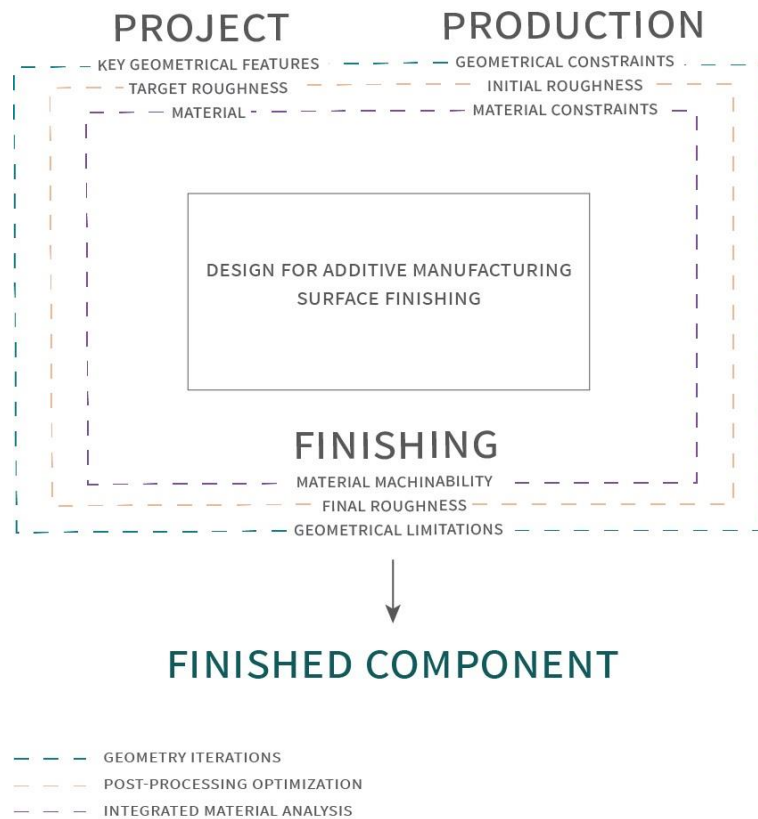 PROJECT
PRODUCTION
KEY GEOMETRICAL FEATURES
GEOMETRICAL CONSTRAINTS
TARGET ROUGHNESS
INITIAL ROUGHNESS
MATERIAL
MATERIAL CONSTRAINTS
DESIGN FOR ADDITIVE MANUFACTURING
SURFACE FINISHING
FINISHING
MATERIAL MACHINABILITY
FINAL ROUGHNESS
GEOMETRICAL LIMITATIONS
FINISHED COMPONENT
GEOMETRY ITERATIONS
POST-PROCESSING OPTIMIZATION
INTEGRATED MATERIAL ANALYSIS